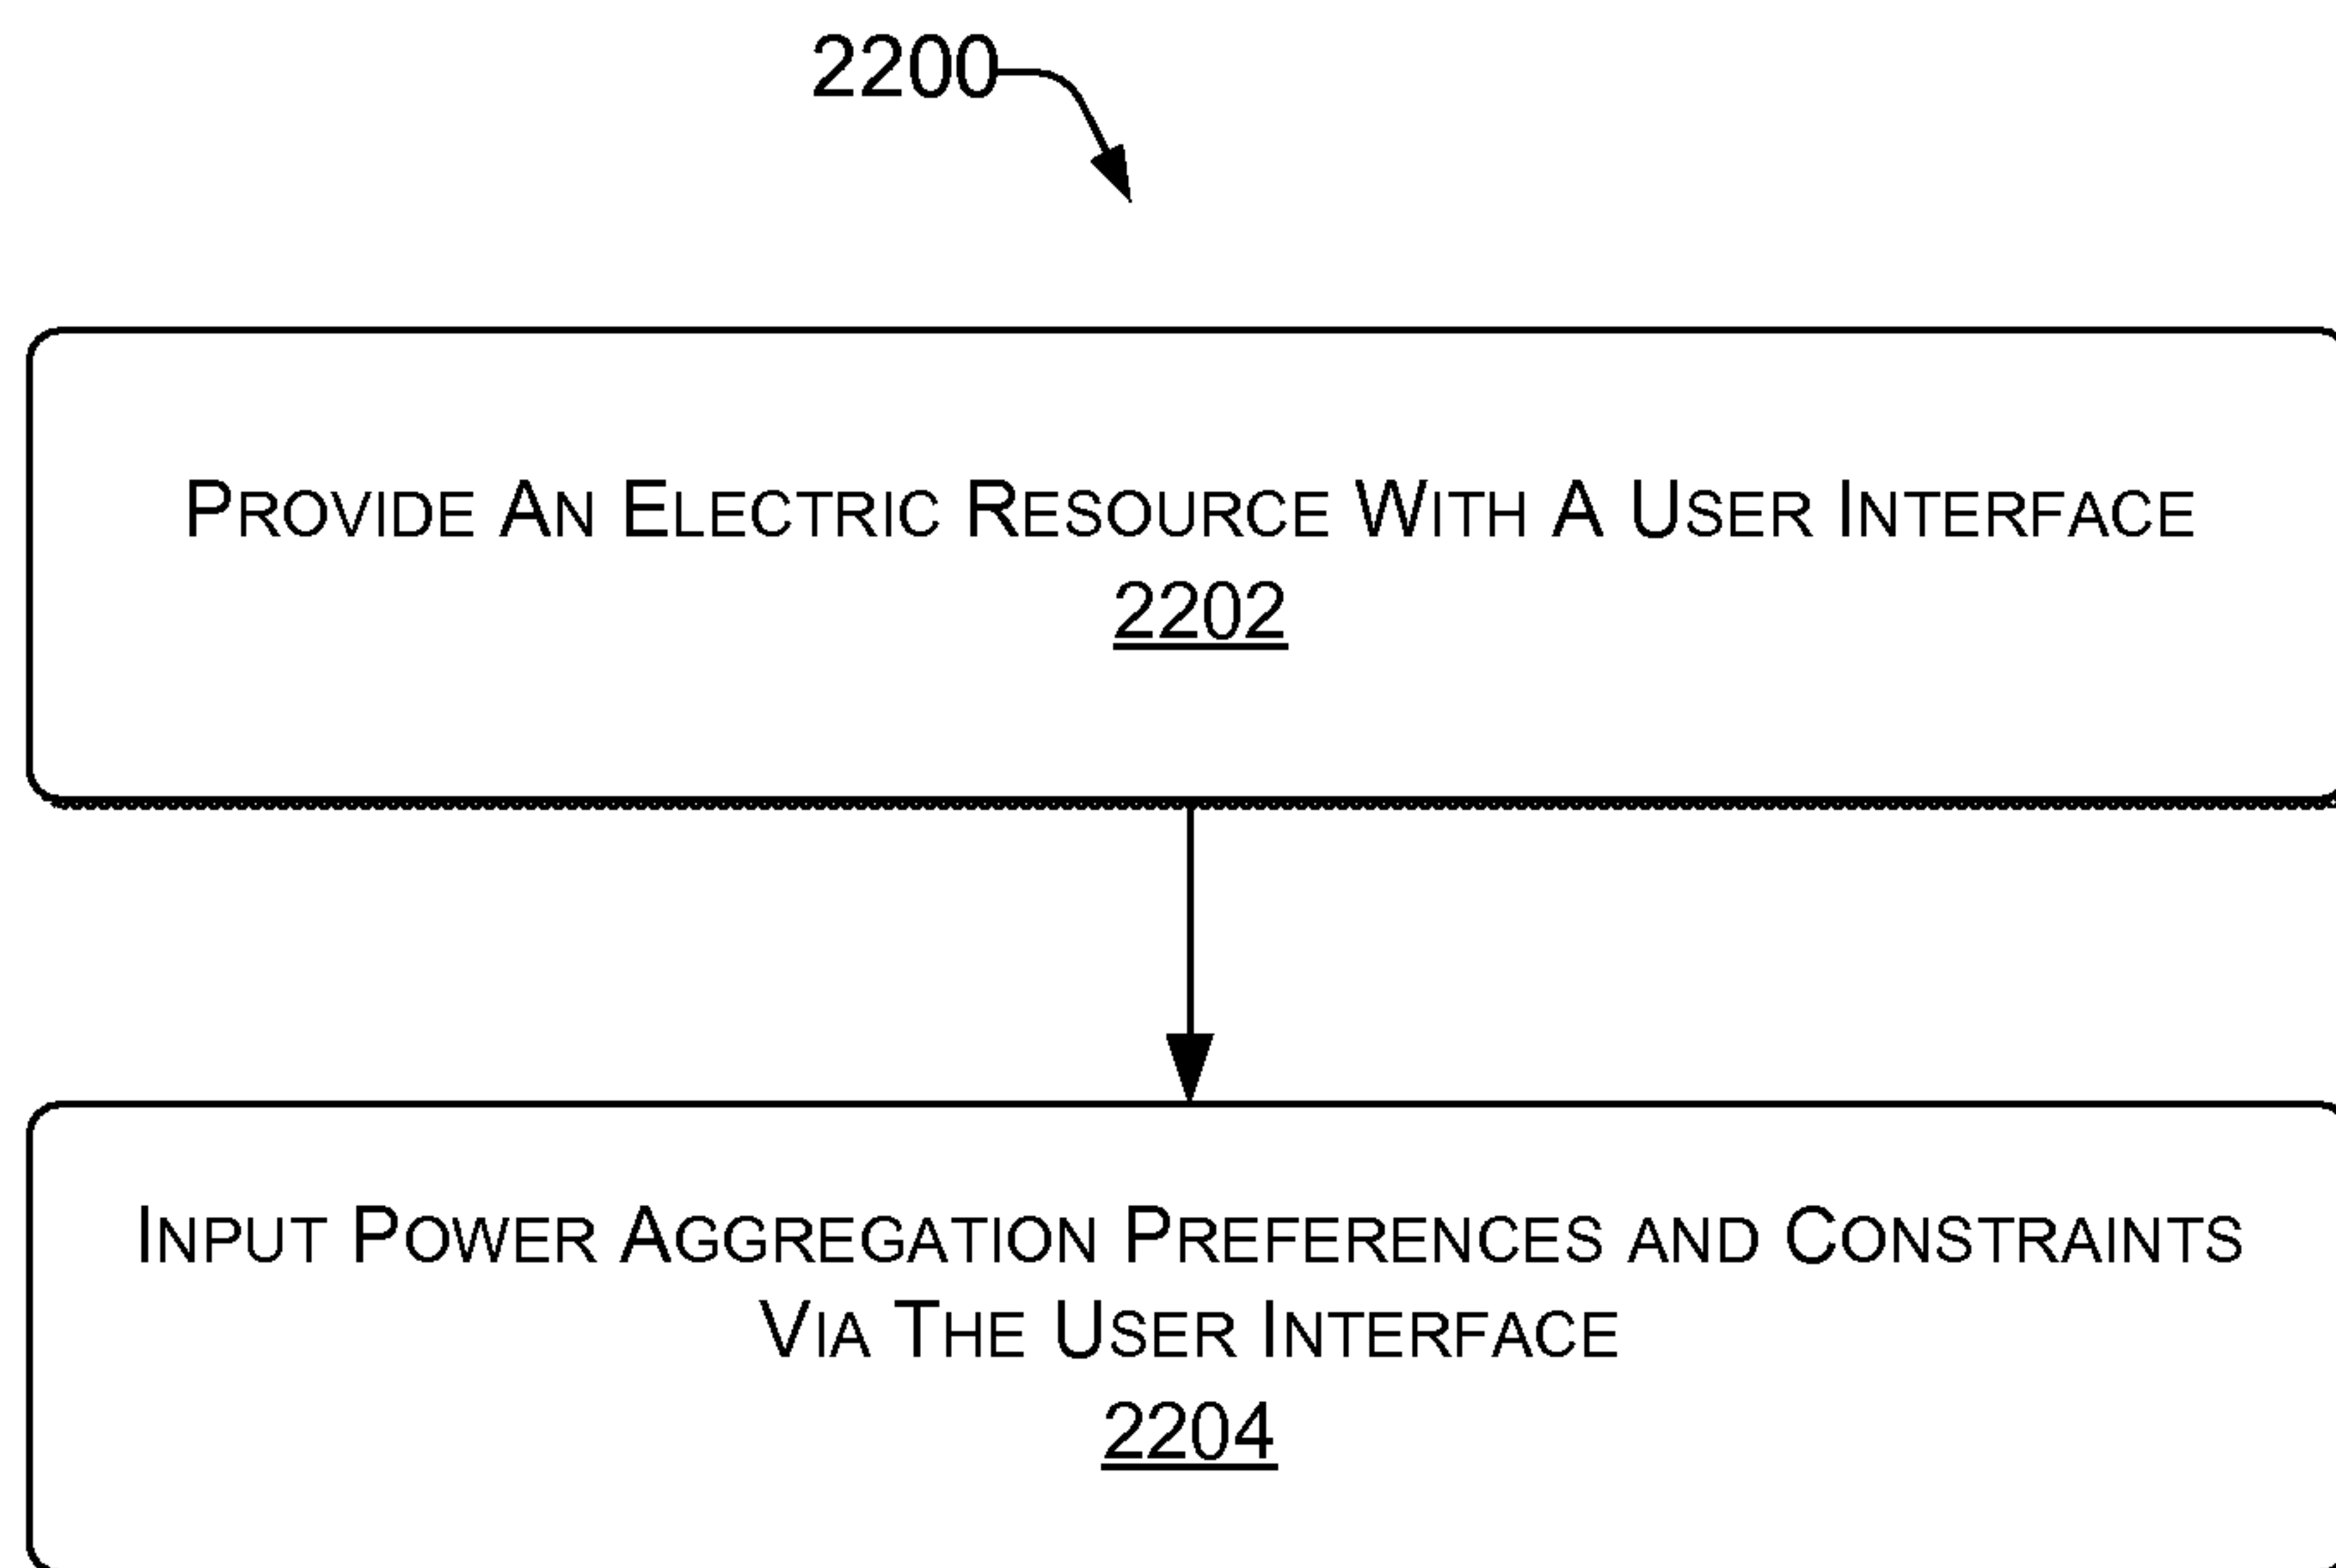 2200
PROVIDE AN ELECTRIC RESOURCE WITH A USER INTERFACE
2202
INPUT POWER AGGREGATION PREFERENCES AND CONSTRAINTS
VIA THE USER INTERFACE
2204